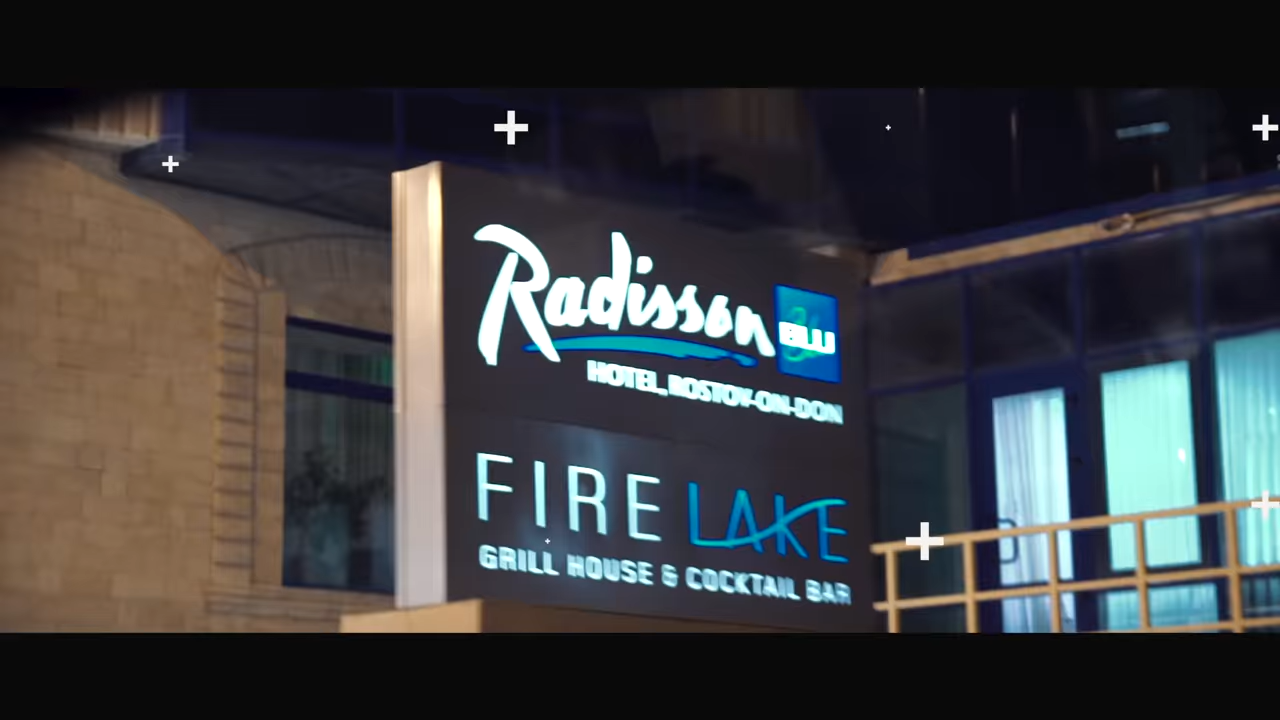 Radisson BLU
HOTEL, ROSTOV-ON-DON
FIRE LAKE
GRILL HOUSE & COCKTAIL BAR